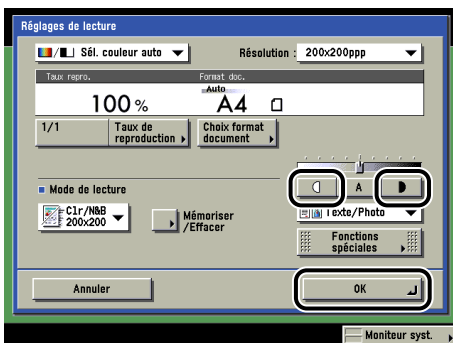 Réglages de lecture
Sél. couleur auto
Résolution : 200x200ppp
Taux repro. Format doc.
Auto
100 % A4
1/1 Taux de reproduction
Choix format document
Mode de lecture
A
Clr/N&B 200x200
Mémoriser /Effacer
Texte/Photo
Fonctions spéciales
Annuler
OK
Moniteur syst.